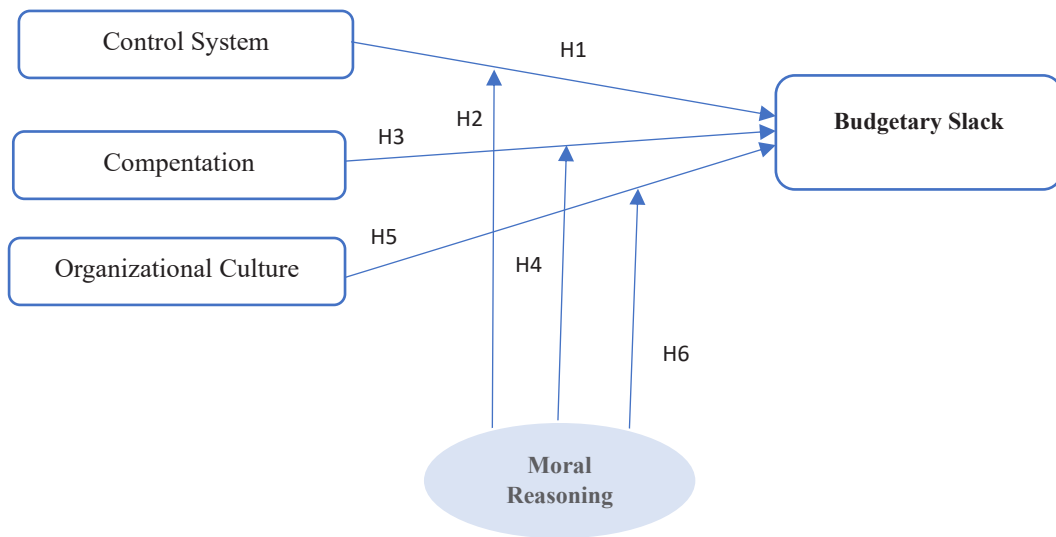 Control System
H1
Budgetary Slack
H2
H3
Compentation
H5
Organizational Culture
H4
H6
Moral
Reasoning